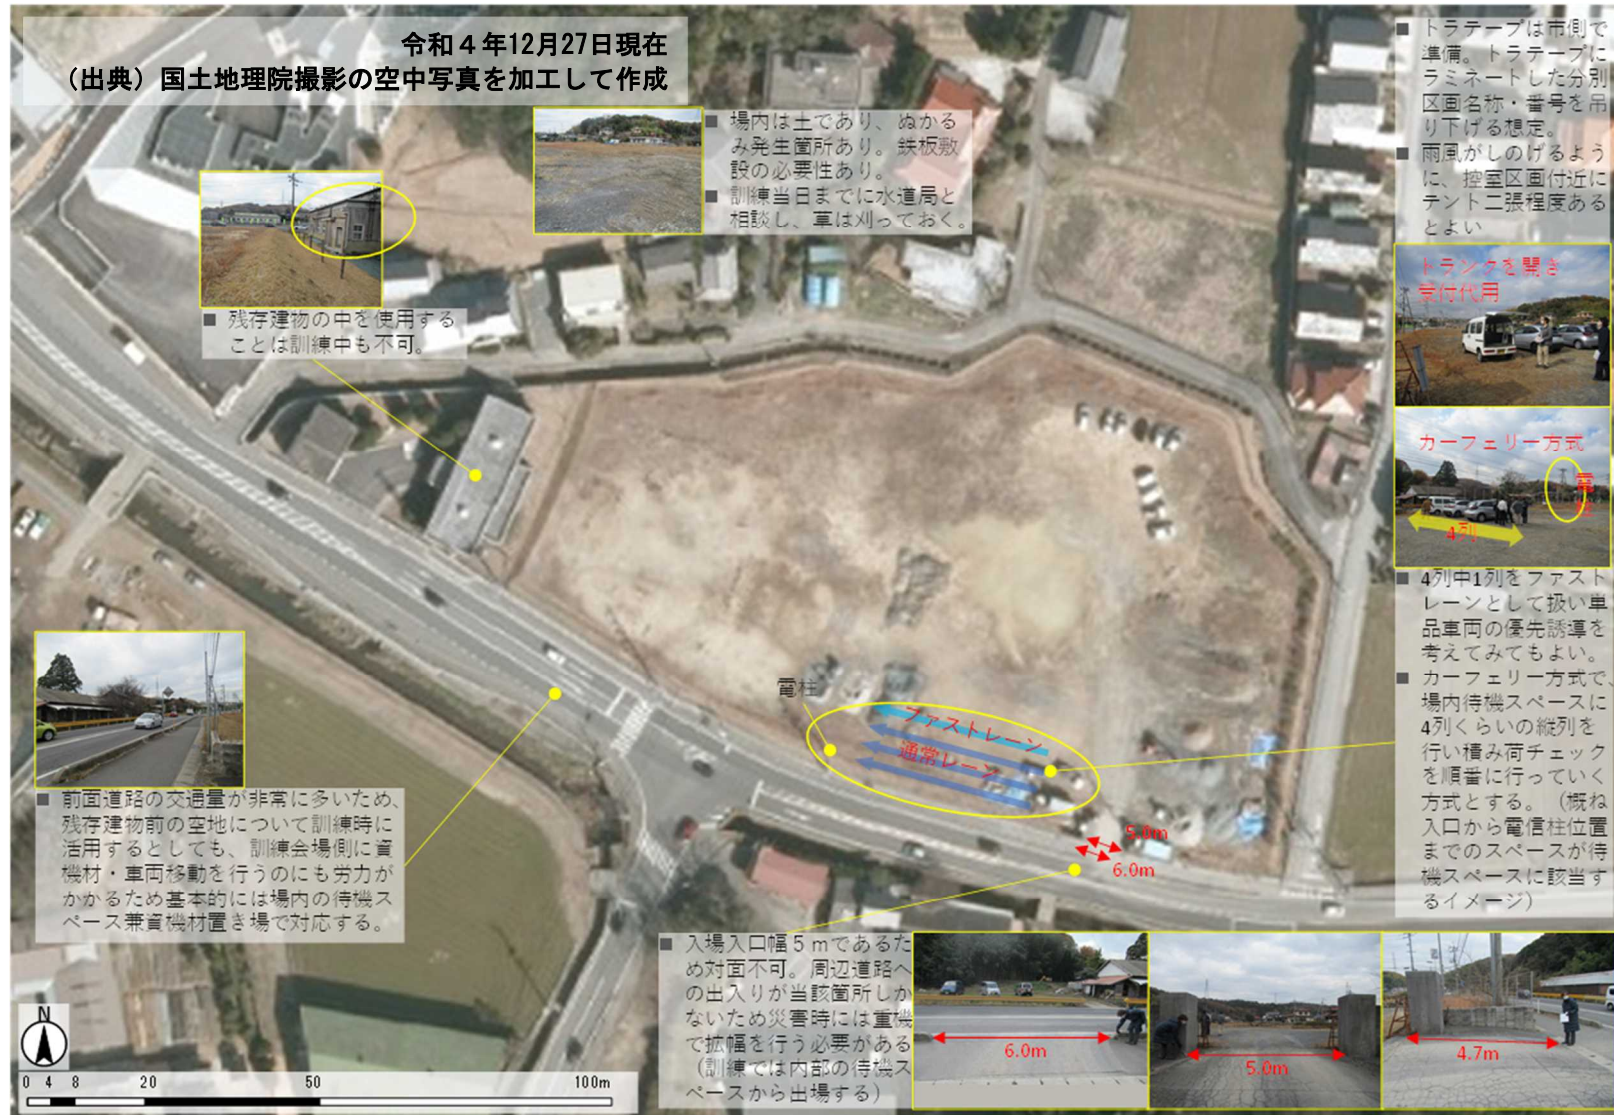 令和４年12月27日現在
（出典）国土地理院撮影の空中写真を加工して作成
■ 場内は土であり、ぬかる
み発生箇所あり。鉄板敷
設の必要性あり。
■ 訓練当日までに水道局と
相談し、草は刈っておく。
■ 残存建物の中を使用する
ことは訓練中も不可。
■ トラテープは市側で
準備。トラテープに
ラミネートした分別
区画名称・番号を吊
り下げる想定。
■ 雨風がしのげるよう
に、控室区画付近に
テント二張程度ある
とよい
トランクを開き
受付代用
カーフェリー方式
電柱
4列
■ 4列中1列をファスト
レーンとして扱い単
品車両の優先誘導を
考えてみてもよい。
■ カーフェリー方式で、
場内待機スペースに
4列くらいの縦列を
行い積み荷チェック
を順番に行っていく
方式とする。（概ね
入口から電信柱位置
までのスペースが待
機スペースに該当す
るイメージ）
電柱
ファストレーン
通常レーン
5.0m
6.0m
■ 前面道路の交通量が非常に多いため、
残存建物前の空地について訓練時に
活用するとしても、訓練会場側に資
機材・車両移動を行うのにも労力が
かかるため基本的には場内の待機ス
ペース兼資機材置き場で対応する。
■ 入場入口幅５ｍであるた
め対面不可。周辺道路へ
の出入りが当該箇所しか
ないため災害時には重機
で拡幅を行う必要がある
（訓練では内部の待機ス
ペースから出場する）
6.0m
5.0m
4.7m
N
0 4 8 20 50 100m